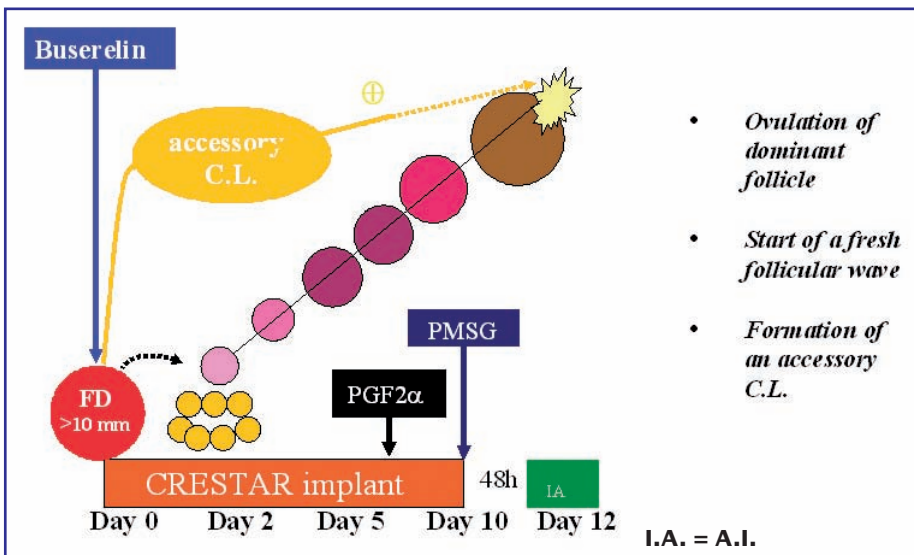 Buserelin
⊕
accessory
C.L.
• Ovulation of
dominant
follicle
• Start of a fresh
follicular wave
• Formation of
an accessory
C.L.
PMSG
PGF2α
FD
>10 mm
CRESTAR implant
48h
IA
Day 0 Day 2 Day 5 Day 10 Day 12
I.A. = A.I.